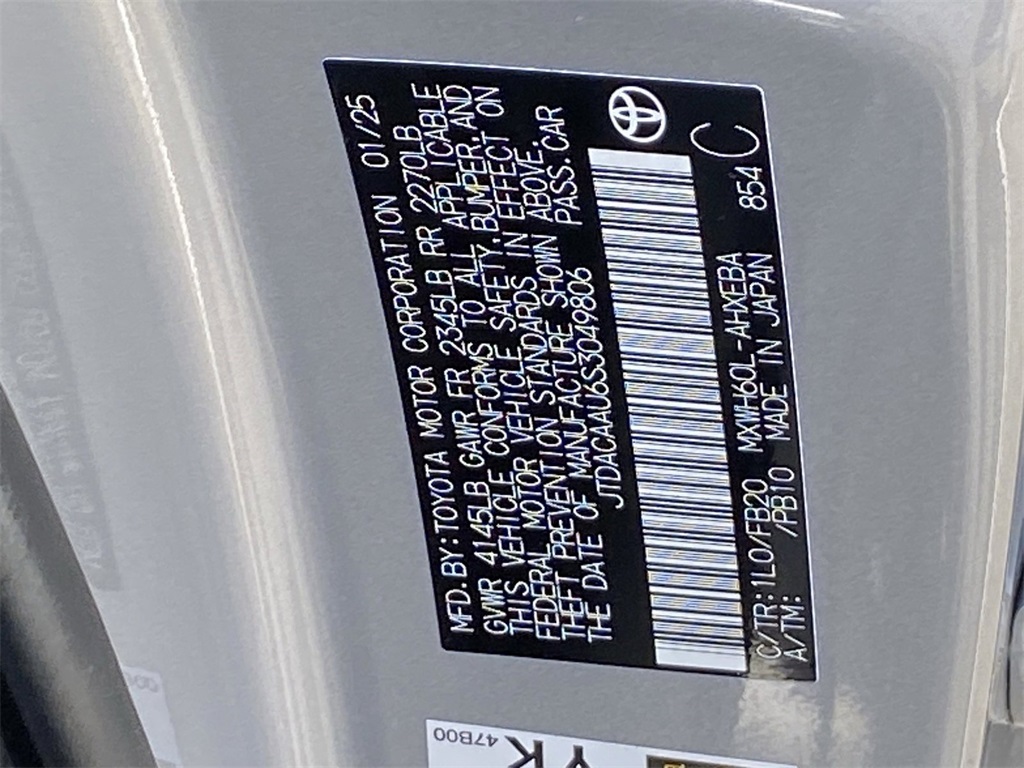 MFD.BY:TOYOTA MOTOR CORPORATION 01/25
GVWR 4145LB GAWR FR 2345LB RR 2270LB
THIS VEHICLE CONFORMS TO ALL APPLICABLE
FEDERAL MOTOR VEHICLE SAFETY,BUMPER,AND
THEFT PREVENTION STANDARDS IN EFFECT ON
THE DATE OF MANUFACTURE SHOWN ABOVE.
JTDACAAU6S3049806 PASS.CAR
C/TR:1L0/FB20 MXWH60L-AHXEBA
A/TM: /PB10 MADE IN JAPAN 854 C
47B00
YK